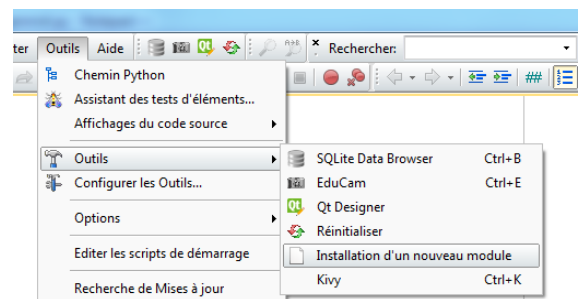 ter Outils Aide Rechercher:
Chemin Python
Assistant des tests d'éléments...
Affichages du code source
Outils
SQLite Data Browser Ctrl+B
Configurer les Outils...
EduCam Ctrl+E
Qt Designer
Options
Réinitialiser
Editer les scripts de démarrage
Installation d'un nouveau module
Kivy Ctrl+K
Recherche de Mises à jour